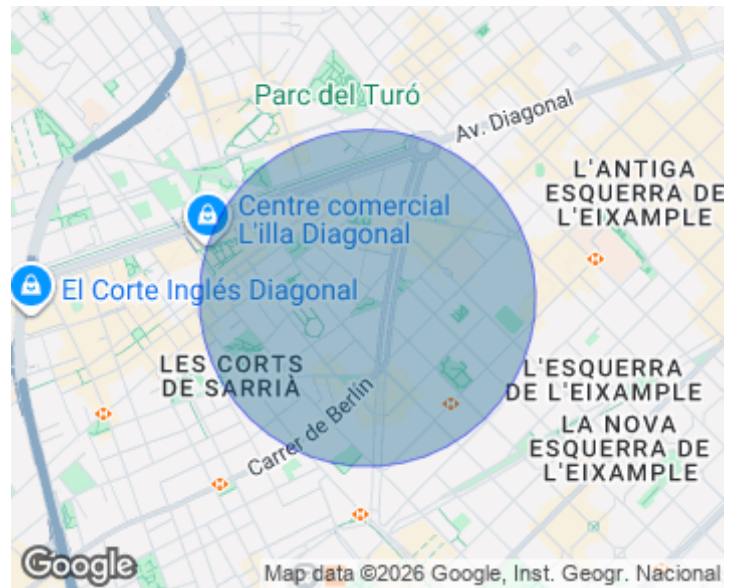 Parc del Turó
Av. Diagonal
L'ANTIGA
ESQUERRA DE
L'EIXAMPLE
Centre comercial
L'illa Diagonal
El Corte Inglés Diagonal
LES CORTS
DE SARRIÀ
L'ESQUERRA
DE L'EIXAMPLE
Carrer de Berlín
LA NOVA
ESQUERRA DE
L'EIXAMPLE
Google
Map data ©2026 Google, Inst. Geogr. Nacional